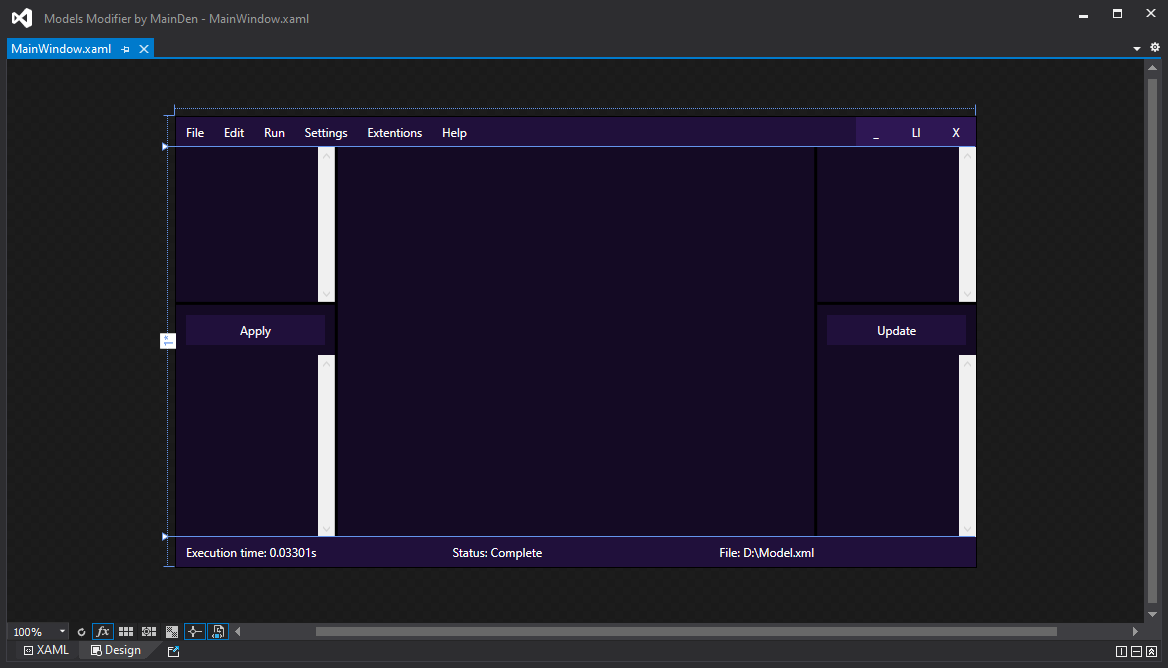 Models Modifier by MainDen - MainWindow.xaml
MainWindow.xaml
File Edit Run Settings Extentions Help _ LI X
Apply
Update
Execution time: 0.03301s Status: Complete File: D:\Model.xml
100% fx
XAML Design